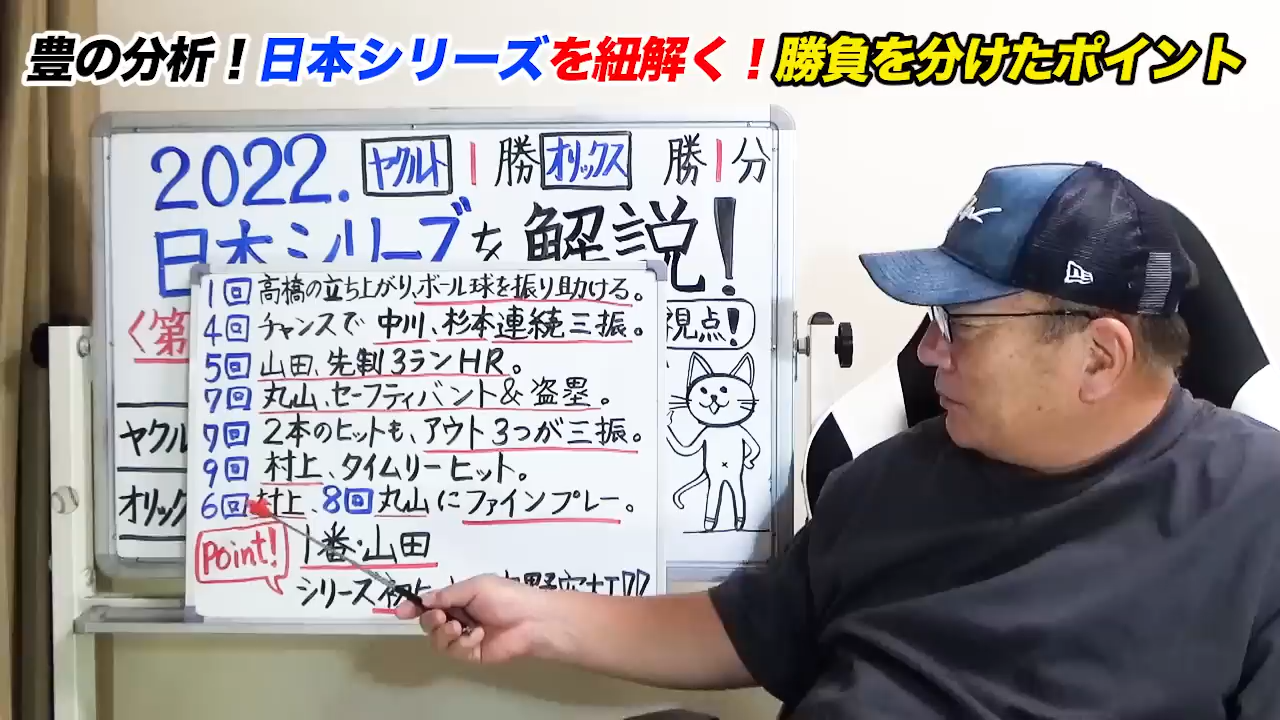 豊の分析！日本シリーズを紐解く！勝負を分けたポイント
2022. ヤクルト 1勝 オリックス 勝1分
日本シリーズを解説！
〈第
視点！
ヤクル
オリック
1回 高橋の立ち上がり、ボール球を振り助ける。
4回 チャンスで 中川、杉本連続三振。
5回 山田、先制3ランHR。
7回 丸山、セーフティバント&盗塁。
7回 2本のヒットも、アウト3つが三振。
9回 村上、タイムリーヒット。
6回 村上、8回 丸山にファインプレー。
Point! 1番・山田
シリーズ初ヒ